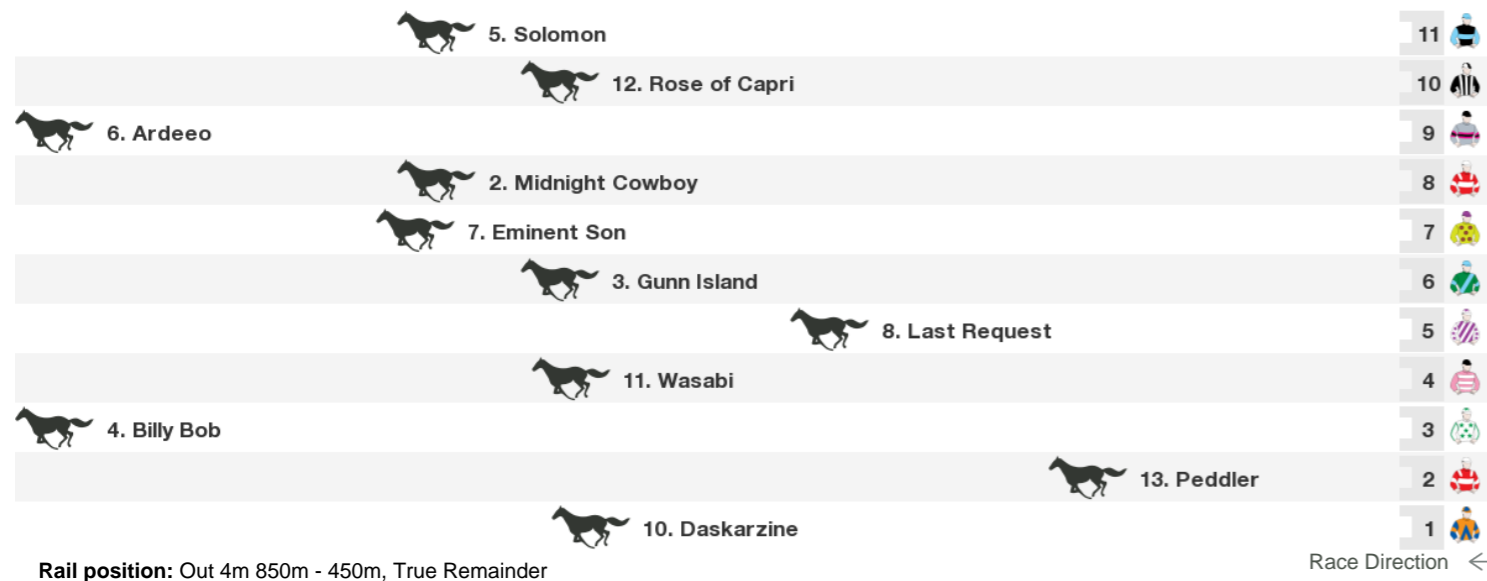 5. Solomon 11
12. Rose of Capri 10
6. Ardeeo 9
2. Midnight Cowboy 8
7. Eminent Son 7
3. Gunn Island 6
8. Last Request 5
11. Wasabi 4
4. Billy Bob 3
13. Peddler 2
10. Daskarzine 1
Race Direction
Rail position: Out 4m 850m - 450m, True Remainder